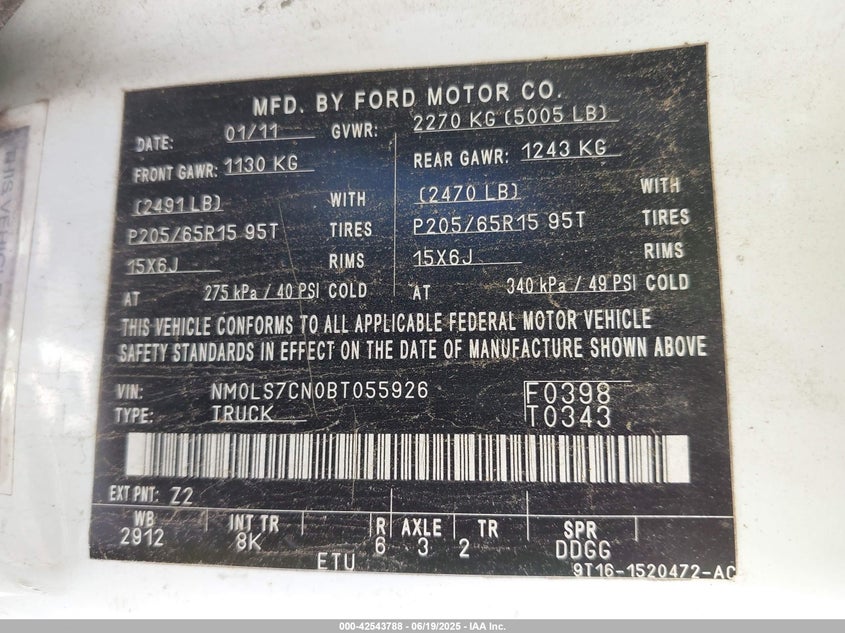 MFD. BY FORD MOTOR CO.
DATE: 01/11 GVWR: 2270 KG (5005 LB)
FRONT GAWR: 1130 KG REAR GAWR: 1243 KG
(2491 LB) WITH (2470 LB) WITH
P205/65R15 95T TIRES P205/65R15 95T TIRES
15X6J RIMS 15X6J RIMS
AT 275 kPa / 40 PSI COLD AT 340 kPa / 49 PSI COLD
THIS VEHICLE CONFORMS TO ALL APPLICABLE FEDERAL MOTOR VEHICLE
SAFETY STANDARDS IN EFFECT ON THE DATE OF MANUFACTURE SHOWN ABOVE
VIN: NM0LS7CN0BT055926 F0398
TYPE: TRUCK T0343
EXT PNT: Z2
WB INT TR R AXLE TR SPR
2912 8K 6 3 2 DDGG
ETU 9T16-1520472-AC
000-42543788 - 06/19/2025 - IAA Inc.